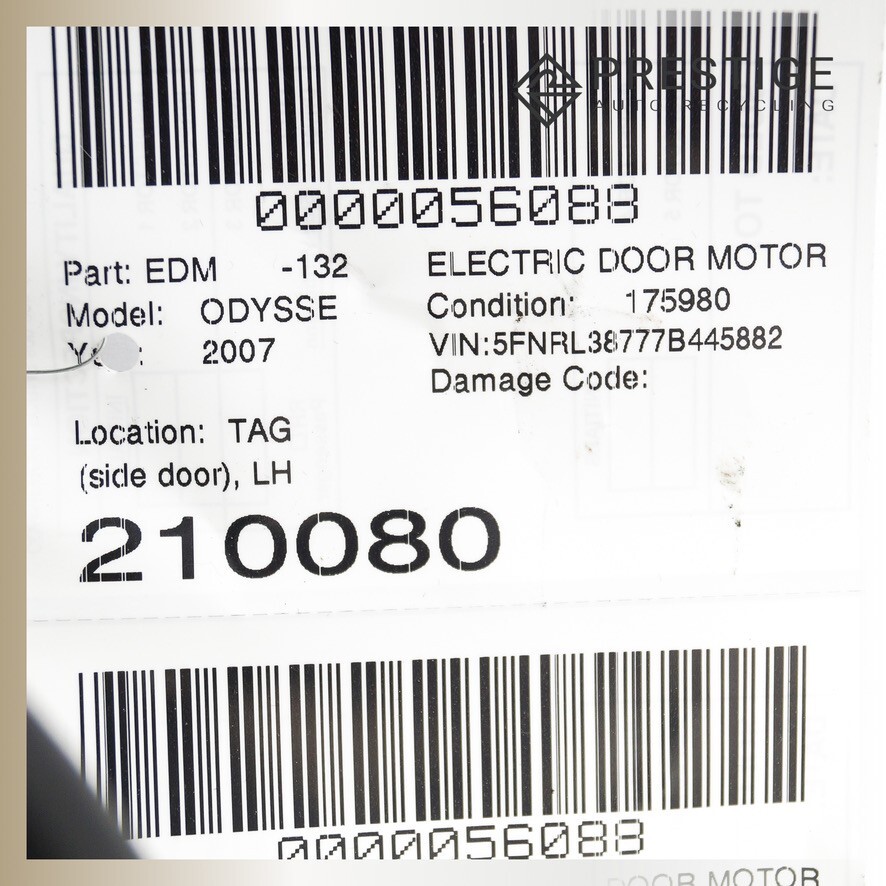 PRESTIGE
AUTO RECYCLING
0000056088
Part: EDM -132 ELECTRIC DOOR MOTOR
Model: ODYSSE Condition: 175980
2007 VIN:5FNRL38777B445882
Damage Code:
Location: TAG
(side door), LH
210080
0000056088
DOOR MOTOR